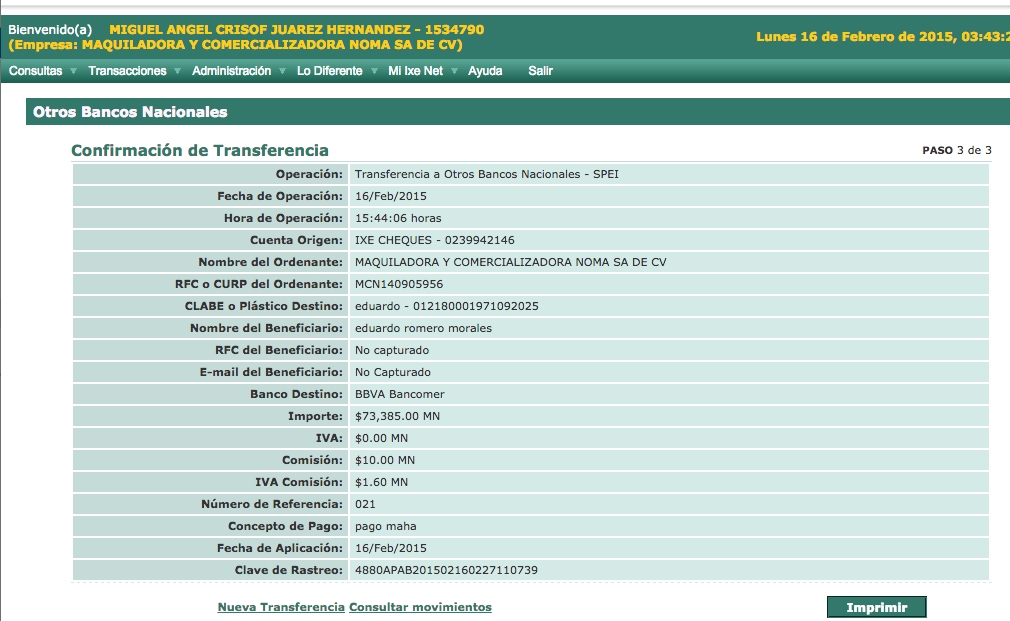 Bienvenido(a) MIGUEL ANGEL CRISOF JUAREZ HERNANDEZ - 1534790
(Empresa: MAQUILADORA Y COMERCIALIZADORA NOMA SA DE CV)
Lunes 16 de Febrero de 2015, 03:43:2
Consultas Transacciones Administración Lo Diferente Mi Ixe Net Ayuda Salir
Otros Bancos Nacionales
Confirmación de Transferencia PASO 3 de 3
Operación: Transferencia a Otros Bancos Nacionales - SPEI
Fecha de Operación: 16/Feb/2015
Hora de Operación: 15:44:06 horas
Cuenta Origen: IXE CHEQUES - 0239942146
Nombre del Ordenante: MAQUILADORA Y COMERCIALIZADORA NOMA SA DE CV
RFC o CURP del Ordenante: MCN140905956
CLABE o Plástico Destino: eduardo - 012180001971092025
Nombre del Beneficiario: eduardo romero morales
RFC del Beneficiario: No capturado
E-mail del Beneficiario: No Capturado
Banco Destino: BBVA Bancomer
Importe: $73,385.00 MN
IVA: $0.00 MN
Comisión: $10.00 MN
IVA Comisión: $1.60 MN
Número de Referencia: 021
Concepto de Pago: pago maha
Fecha de Aplicación: 16/Feb/2015
Clave de Rastreo: 4880APAB201502160227110739
Nueva Transferencia Consultar movimientos Imprimir